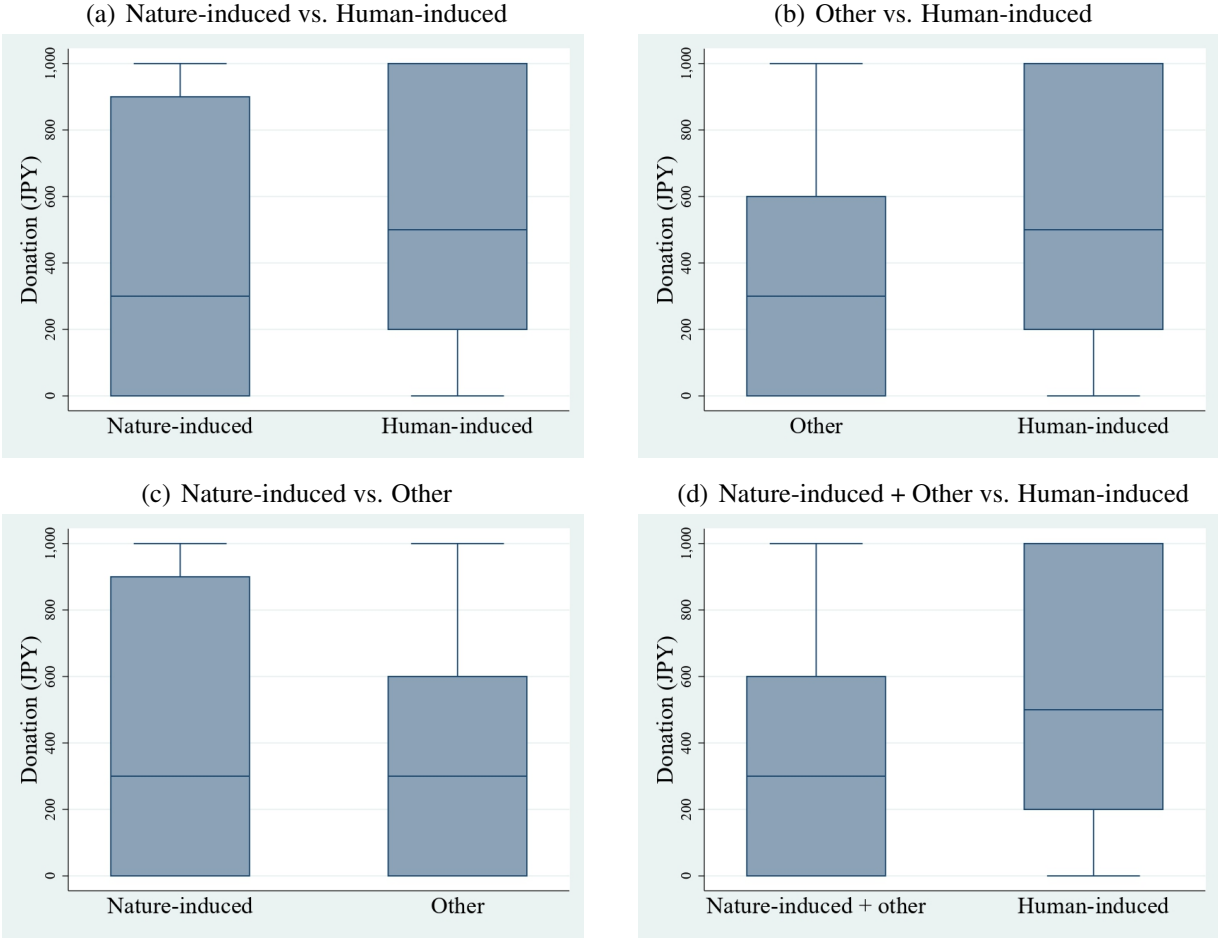 (a) Nature-induced vs. Human-induced
Donation (JPY)
1,000
800
600
400
200
0
Nature-induced
Human-induced
(b) Other vs. Human-induced
Donation (JPY)
1,000
800
600
400
200
0
Other
Human-induced
(c) Nature-induced vs. Other
Donation (JPY)
1,000
800
600
400
200
0
Nature-induced
Other
(d) Nature-induced + Other vs. Human-induced
Donation (JPY)
1,000
800
600
400
200
0
Nature-induced + other
Human-induced